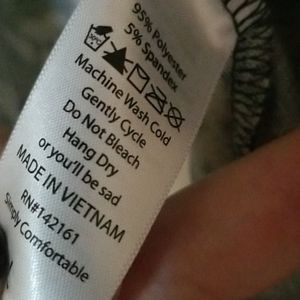 95% Polyester
5% Spandex
Machine Wash Cold
Gently Cycle
Do Not Bleach
Hang Dry
or you'll be sad
MADE IN VIETNAM
RN#142161
Simply Comfortable